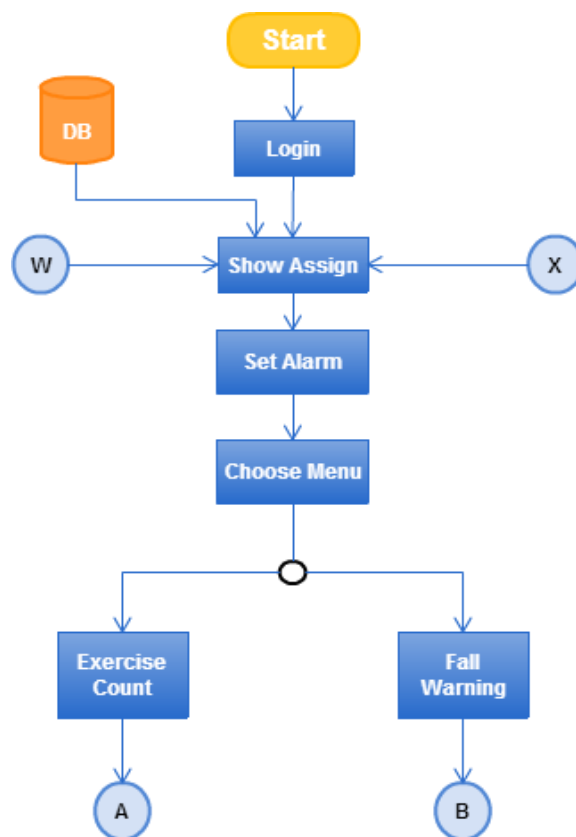 Start
DB
Login
W
Show Assign
X
Set Alarm
Choose Menu
Exercise
Count
Fall
Warning
A
B